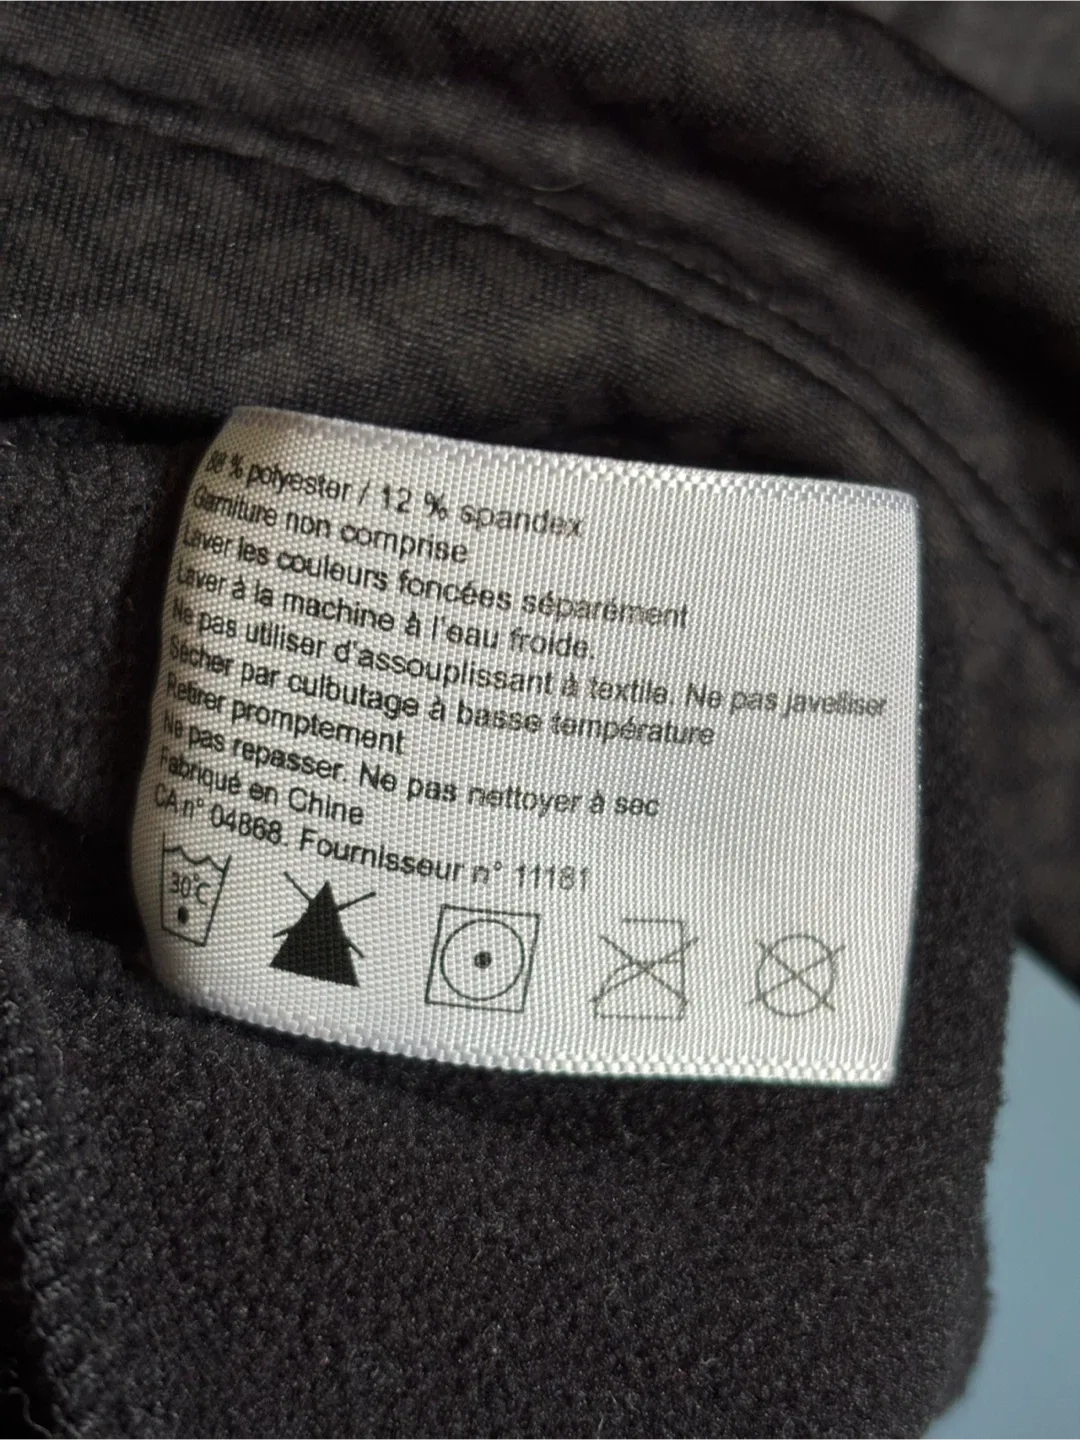 88 % polyester / 12 % spandex
Garniture non comprise
Laver les couleurs foncées séparément
Laver à la machine à l'eau froide.
Ne pas utiliser d'assouplissant à textile. Ne pas javelliser
Sécher par culbutage à basse température
Retirer promptement
Ne pas repasser. Ne pas nettoyer à sec
Fabriqué en Chine
CA n° 04868. Fournisseur n° 11181
30°C